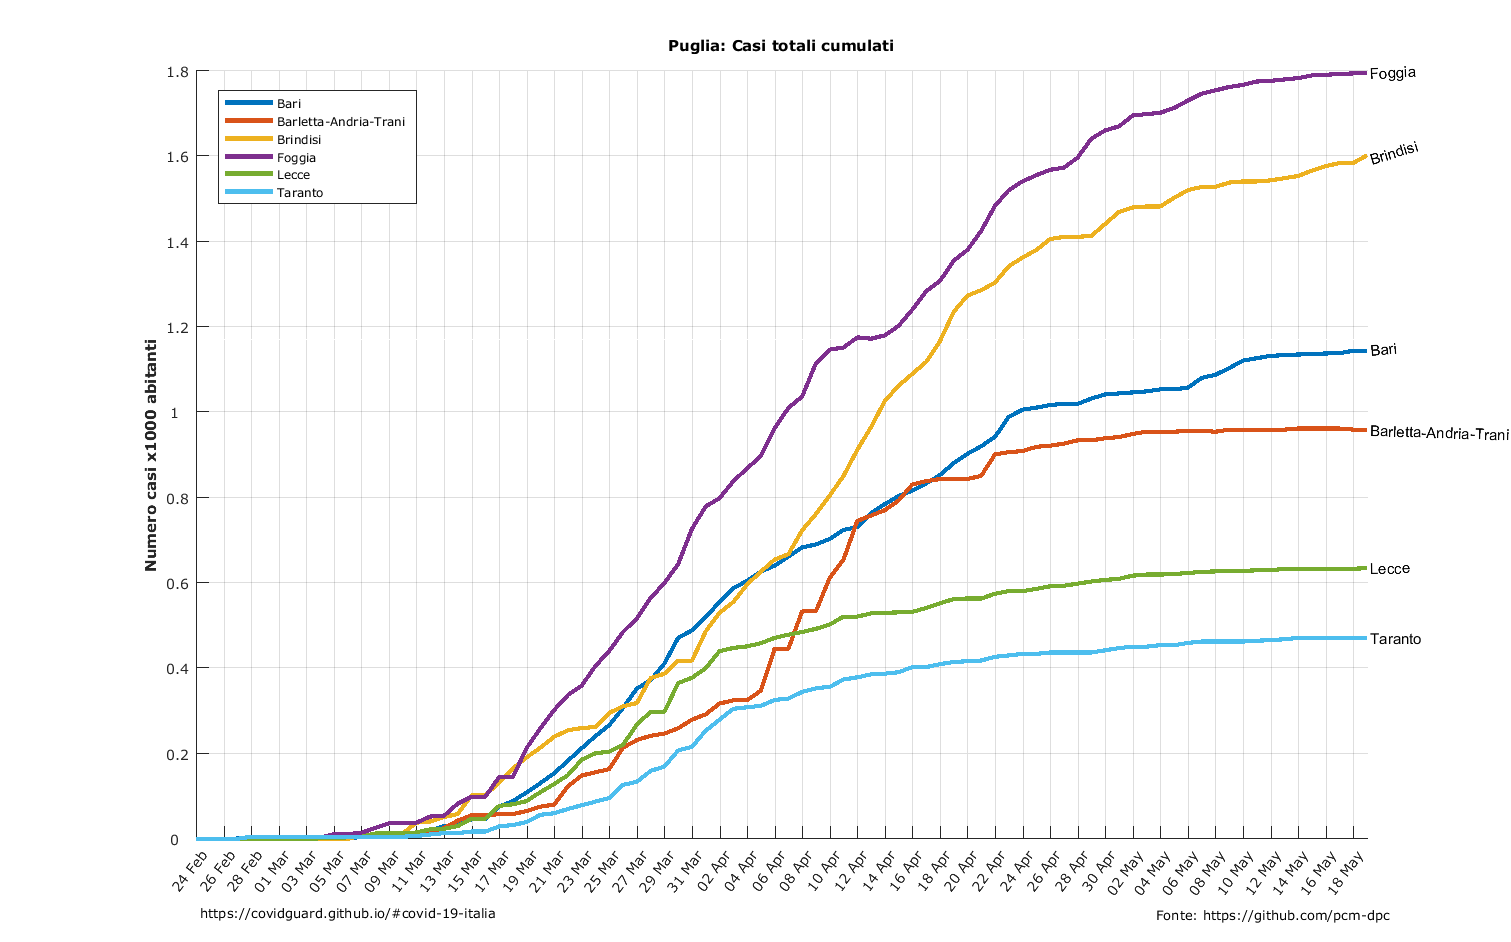 Puglia: Casi totali cumulati
Numero casi x1000 abitanti
1.8
1.6
1.4
1.2
1
0.8
0.6
0.4
0.2
0
Bari
Barletta-Andria-Trani
Brindisi
Foggia
Lecce
Taranto
Foggia
Brindisi
Bari
Barletta-Andria-Trani
Lecce
Taranto
24 Feb
26 Feb
28 Feb
01 Mar
03 Mar
05 Mar
07 Mar
09 Mar
11 Mar
13 Mar
15 Mar
17 Mar
19 Mar
21 Mar
23 Mar
25 Mar
27 Mar
29 Mar
31 Mar
02 Apr
04 Apr
06 Apr
08 Apr
10 Apr
12 Apr
14 Apr
16 Apr
18 Apr
20 Apr
22 Apr
24 Apr
26 Apr
28 Apr
30 Apr
02 May
04 May
06 May
08 May
10 May
12 May
14 May
16 May
18 May
https://covidguard.github.io/#covid-19-italia
Fonte: https://github.com/pcm-dpc